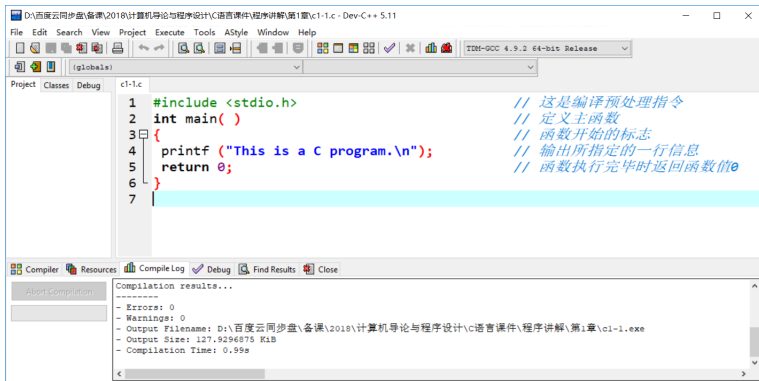 D:\百度云同步盘\备课\2018\计算机导论与程序设计\C语言课件\程序讲解\第1章\c1-1.c - Dev-C++ 5.11
File Edit Search View Project Execute Tools AStyle Window Help
TDM-GCC 4.9.2 64-bit Release
(globals)
Project Classes Debug c1-1.c
1 #include <stdio.h> // 这是编译预处理指令
2 int main( ) // 定义主函数
3 { // 函数开始的标志
4 printf ("This is a C program.\n"); // 输出所指定的一行信息
5 return 0; // 函数执行完毕时返回函数值0
6 }
7
Compiler Resources Compile Log Debug Find Results Close
Abort Compilation
Compilation results...
--------
- Errors: 0
- Warnings: 0
- Output Filename: D:\百度云同步盘\备课\2018\计算机导论与程序设计\C语言课件\程序讲解\第1章\c1-1.exe
- Output Size: 127.9296875 KiB
- Compilation Time: 0.99s